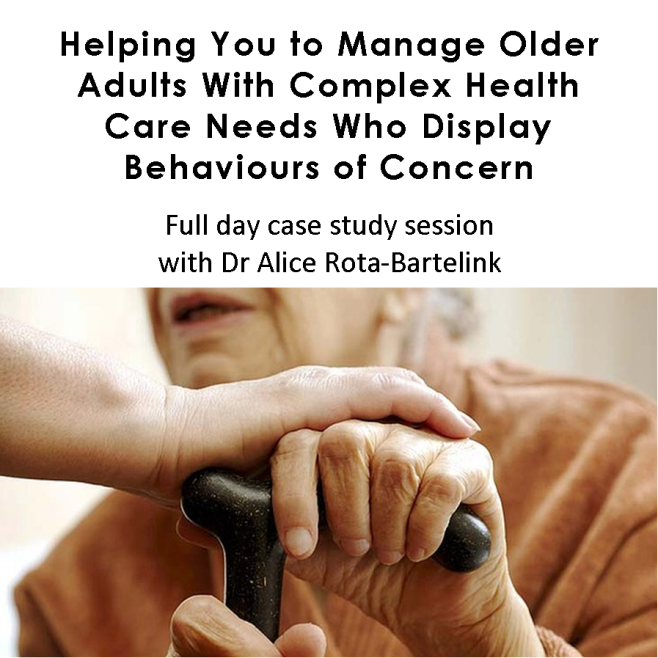 Helping You to Manage Older
Adults With Complex Health
Care Needs Who Display
Behaviours of Concern
Full day case study session
with Dr Alice Rota-Bartelink